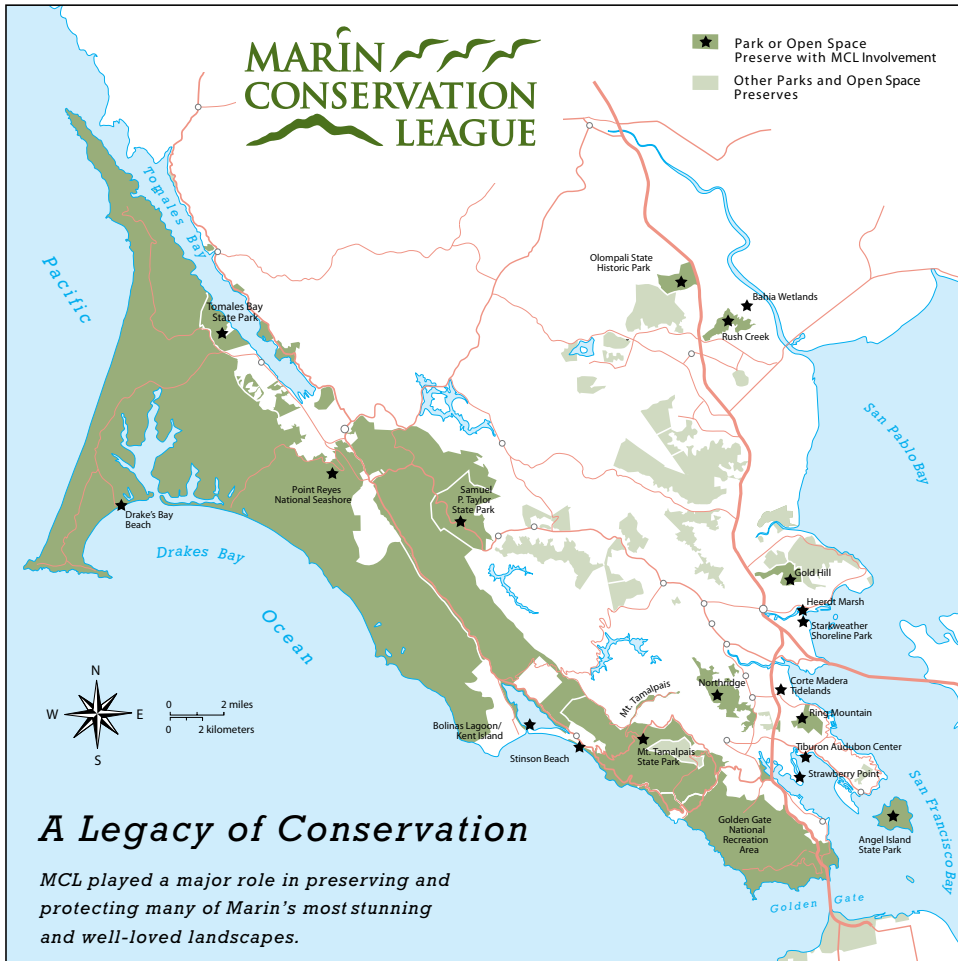 MARIN
CONSERVATION
LEAGUE
Park or Open Space
Preserve with MCL Involvement
Other Parks and Open Space
Preserves
Tomales Bay
Pacific
Olompali State
Historic Park
Bahia Wetlands
Rush Creek
Tomales Bay
State Park
San Pablo Bay
Point Reyes
National Seashore
Samuel
P. Taylor
State Park
Drake's Bay
Beach
Drakes Bay
Ocean
Gold Hill
Heerdt Marsh
Starkweather
Shoreline Park
Mt. Tamalpais
Northridge
Corte Madera
Tidelands
Ring Mountain
Bolinas Lagoon/
Kent Island
Stinson Beach
Mt. Tamalpais
State Park
Tiburon Audubon Center
Strawberry Point
N
W
E
S
0
2 miles
0
2 kilometers
San Francisco Bay
Golden Gate
National
Recreation
Area
Angel Island
State Park
Golden Gate
A Legacy of Conservation
MCL played a major role in preserving and
protecting many of Marin's most stunning
and well-loved landscapes.